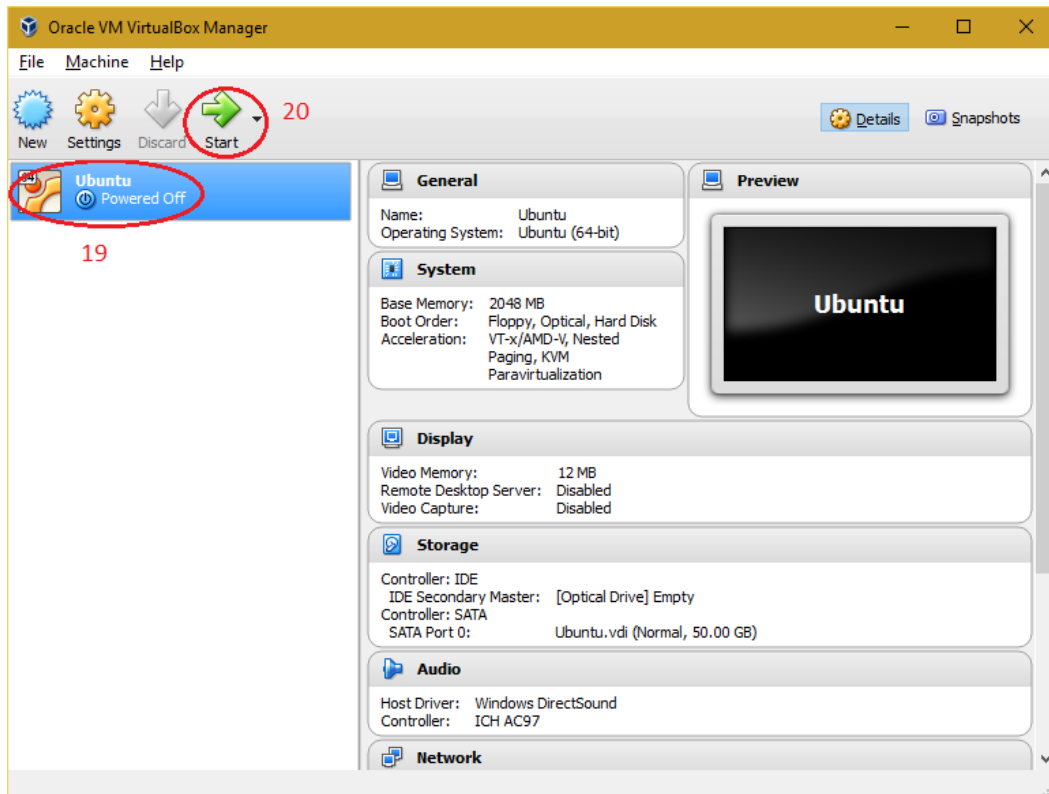 Oracle VM VirtualBox Manager
File Machine Help
New Settings Discard Start 20
Details Snapshots
64 Ubuntu
Powered Off
19
General
Name: Ubuntu
Operating System: Ubuntu (64-bit)
System
Base Memory: 2048 MB
Boot Order: Floppy, Optical, Hard Disk
Acceleration: VT-x/AMD-V, Nested
Paging, KVM
Paravirtualization
Preview
Ubuntu
Display
Video Memory: 12 MB
Remote Desktop Server: Disabled
Video Capture: Disabled
Storage
Controller: IDE
IDE Secondary Master: [Optical Drive] Empty
Controller: SATA
SATA Port 0: Ubuntu.vdi (Normal, 50.00 GB)
Audio
Host Driver: Windows DirectSound
Controller: ICH AC97
Network